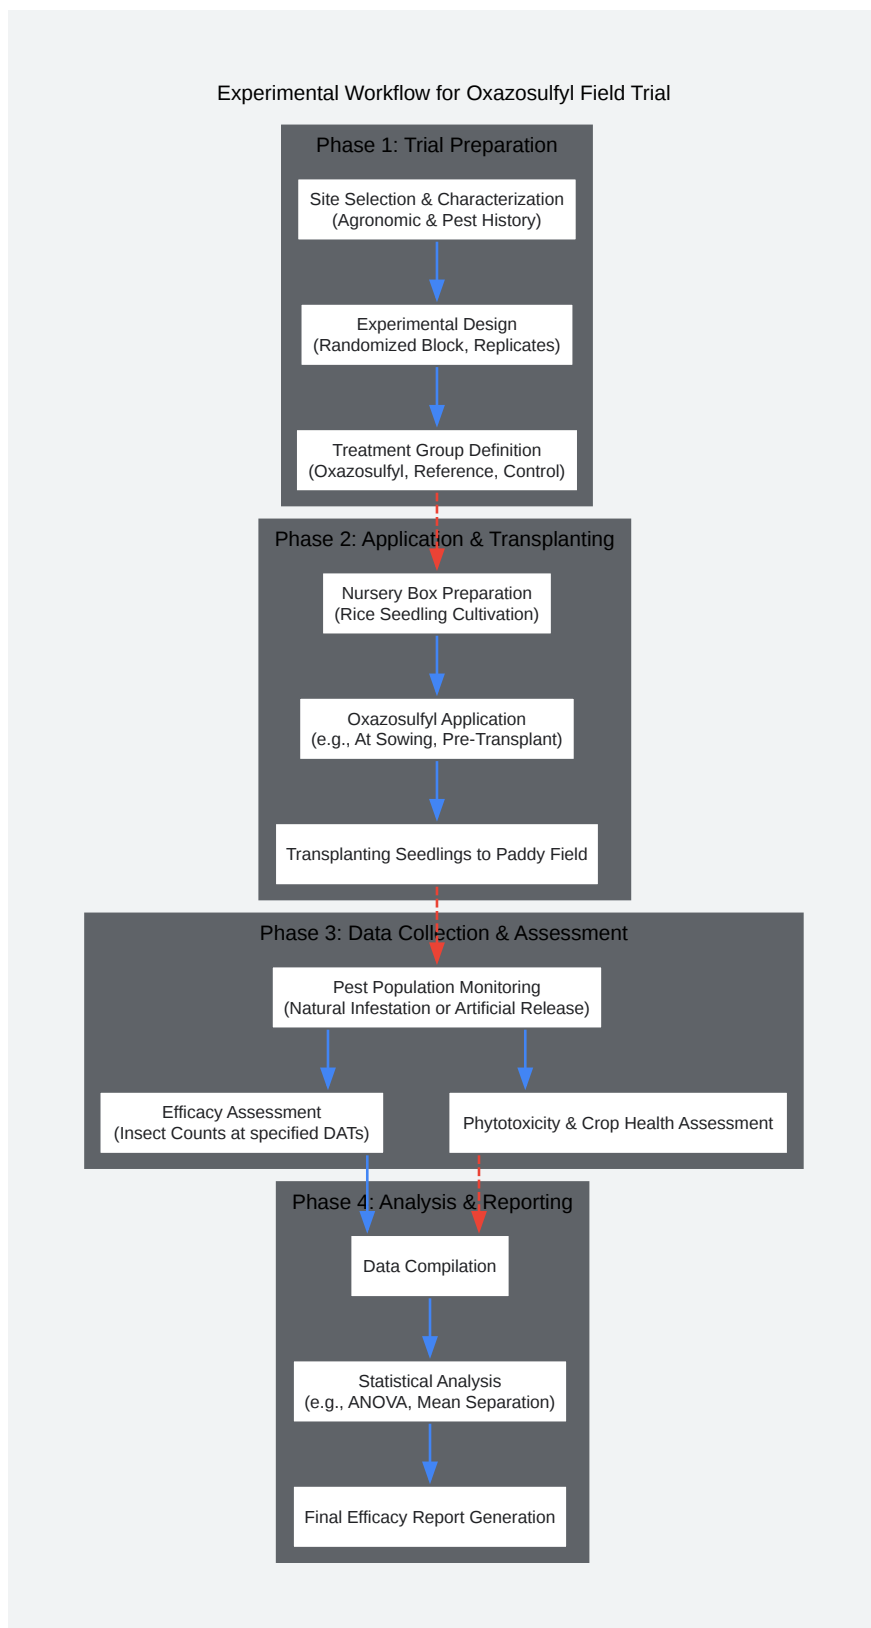 Experimental Workflow for Oxazosulfyl Field Trial
Phase 1: Trial Preparation
Site Selection & Characterization
(Agronomic & Pest History)
Experimental Design
(Randomized Block, Replicates)
Treatment Group Definition
(Oxazosulfyl, Reference, Control)
Phase 2: Application & Transplanting
Nursery Box Preparation
(Rice Seedling Cultivation)
Oxazosulfyl Application
(e.g., At Sowing, Pre-Transplant)
Transplanting Seedlings to Paddy Field
Phase 3: Data Collection & Assessment
Pest Population Monitoring
(Natural Infestation or Artificial Release)
Efficacy Assessment
(Insect Counts at specified DATs)
Phytotoxicity & Crop Health Assessment
Phase 4: Analysis & Reporting
Data Compilation
Statistical Analysis
(e.g., ANOVA, Mean Separation)
Final Efficacy Report Generation